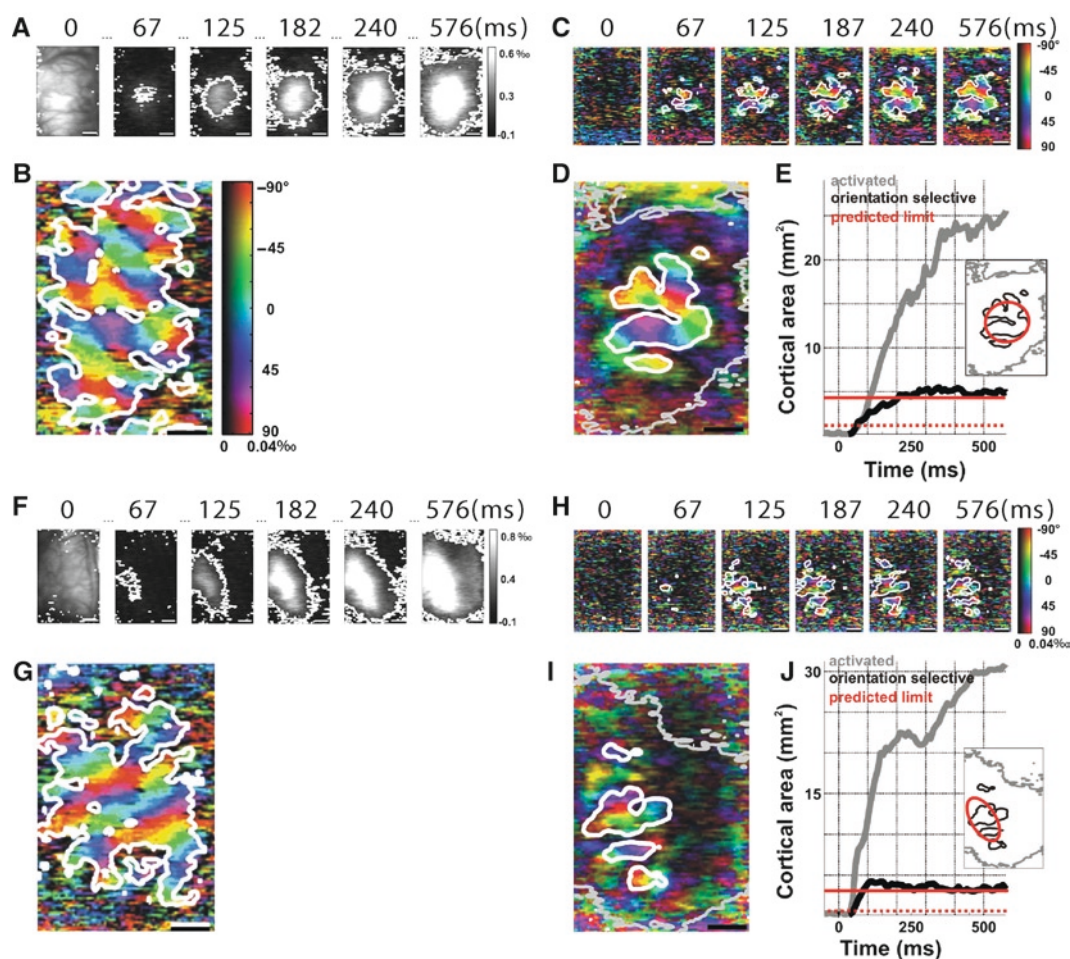 A 0 ... 67 ... 125 ... 182 ... 240 ... 576(ms)
0.6 ‰
0.3
-0.1
C 0 67 125 187 240 576(ms)
-90°
-45
0
45
90
B
-90°
-45
0
45
90
0 0.04‰
D
E
activated
orientation selective
predicted limit
Cortical area (mm²)
20
10
0 250 500
Time (ms)
F 0 ... 67 ... 125 ... 182 ... 240 ... 576(ms)
0.8 ‰
0.4
-0.1
H 0 67 125 187 240 576(ms)
-90°
-45
0
45
90
0 0.04‰
G
I
J
activated
orientation selective
predicted limit
Cortical area (mm²)
30
15
0 250 500
Time (ms)